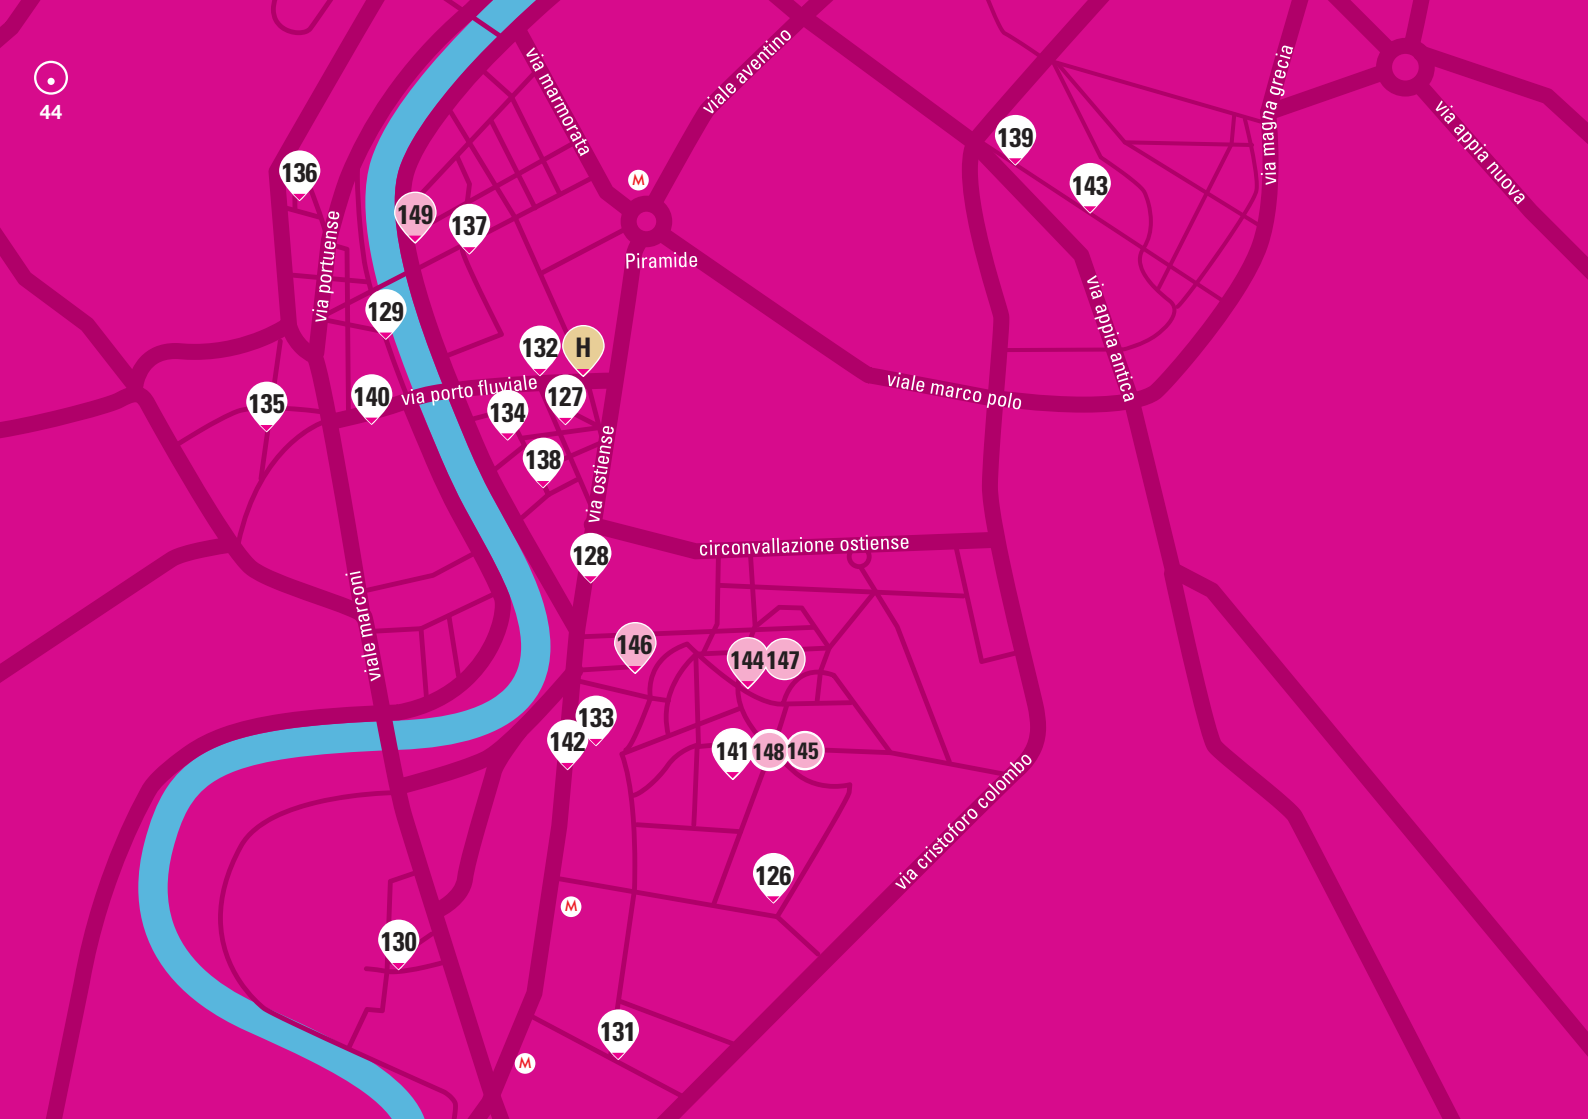 44
via marmorata
viale aventino
via magna grecia
via appia nuova
139
136
143
M
149
137
via portuense
Piramide
129
via appia antica
132
H
via porto fluviale
viale marco polo
140
135
127
134
138
via ostiense
circonvallazione ostiense
128
viale marconi
146
144
147
133
142
141
148
145
via cristoforo colombo
126
M
130
131
M